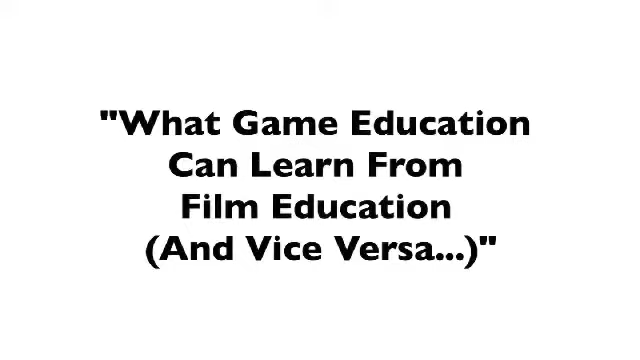 "What Game Education
Can Learn From
Film Education
(And Vice Versa...)"